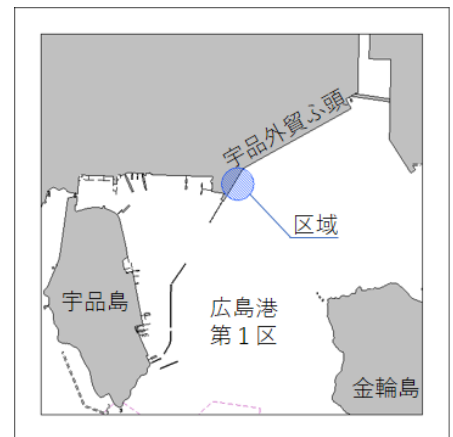 宇品外貿ふ頭
区域
宇品島
広島港
第１区
金輪島